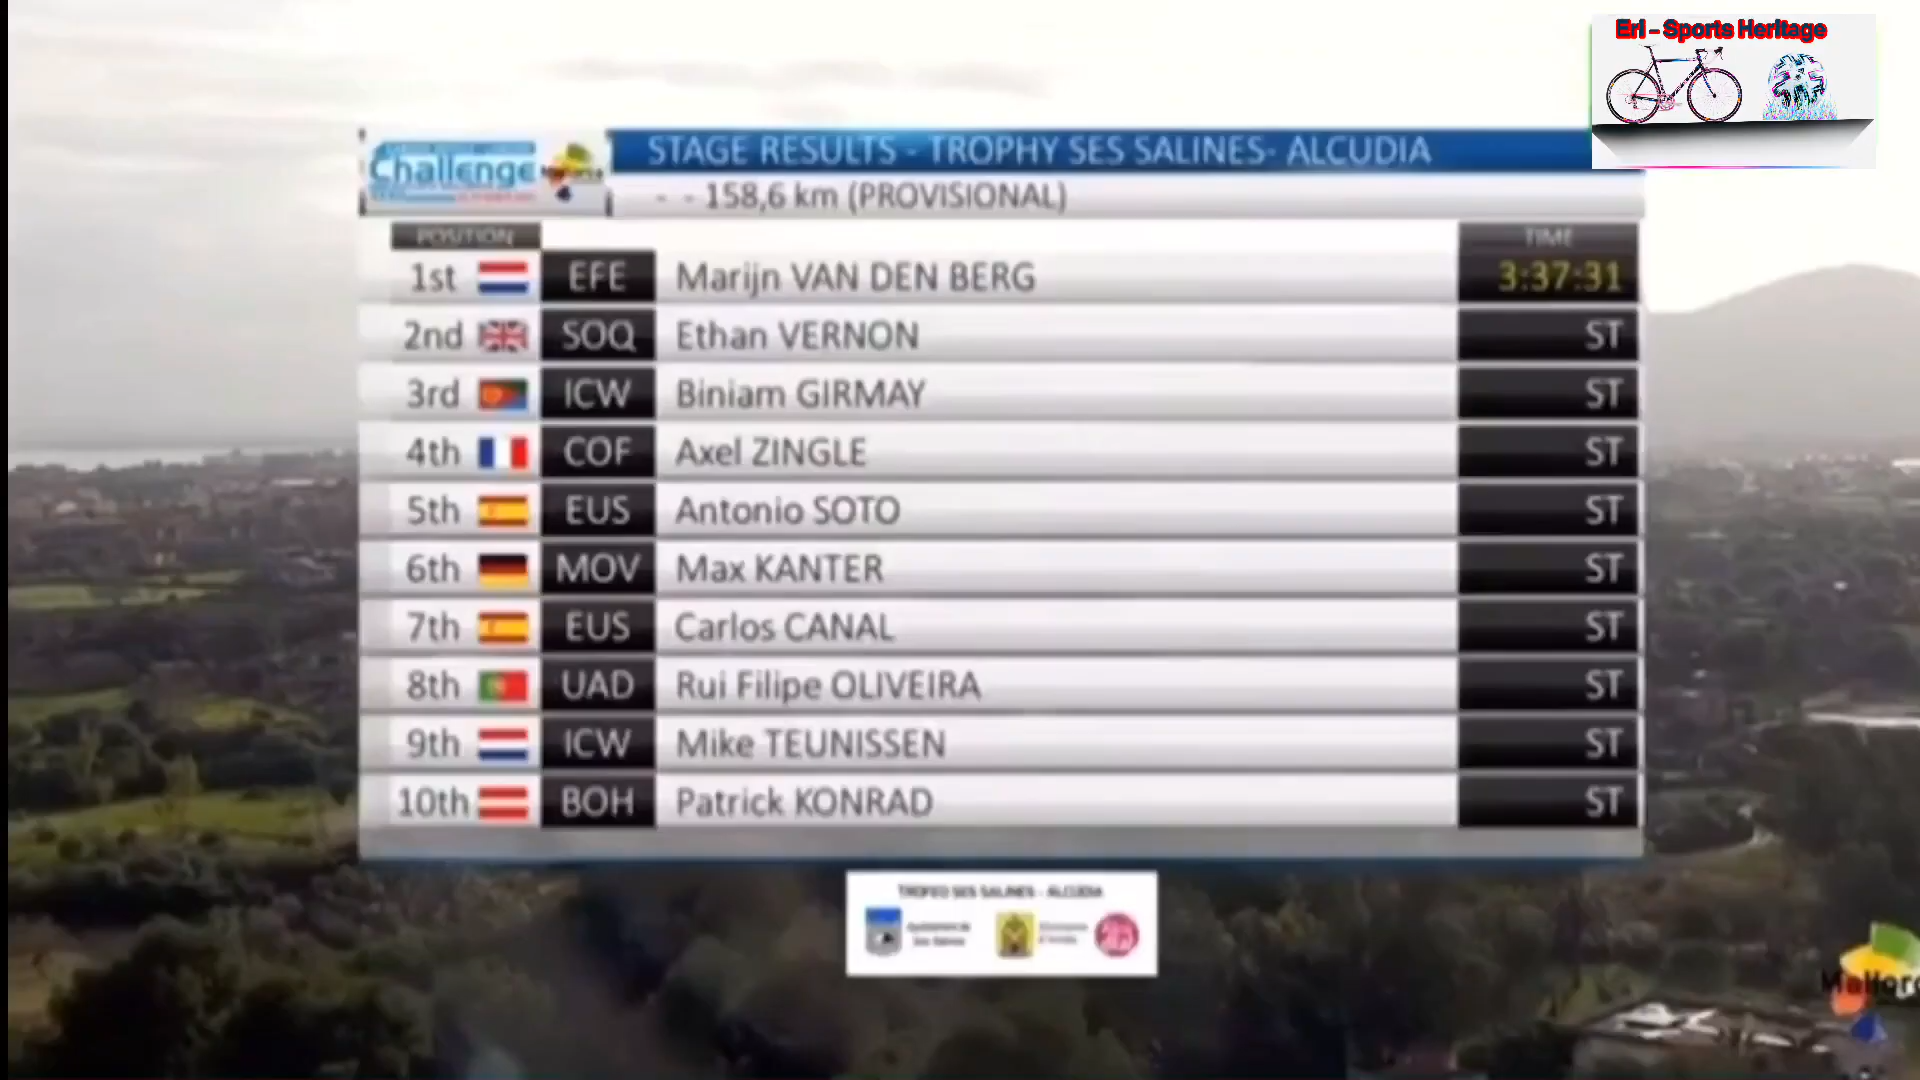 Erl - Sports Heritage
Challenge
STAGE RESULTS - TROPHY SES SALINES- ALCUDIA
- - 158,6 km (PROVISIONAL)
POSITION TIME
1st EFE Marijn VAN DEN BERG 3:37:31
2nd SOQ Ethan VERNON ST
3rd ICW Biniam GIRMAY ST
4th COF Axel ZINGLE ST
5th EUS Antonio SOTO ST
6th MOV Max KANTER ST
7th EUS Carlos CANAL ST
8th UAD Rui Filipe OLIVEIRA ST
9th ICW Mike TEUNISSEN ST
10th BOH Patrick KONRAD ST
TROFEO SES SALINES - ALCUDIA
Mallorc